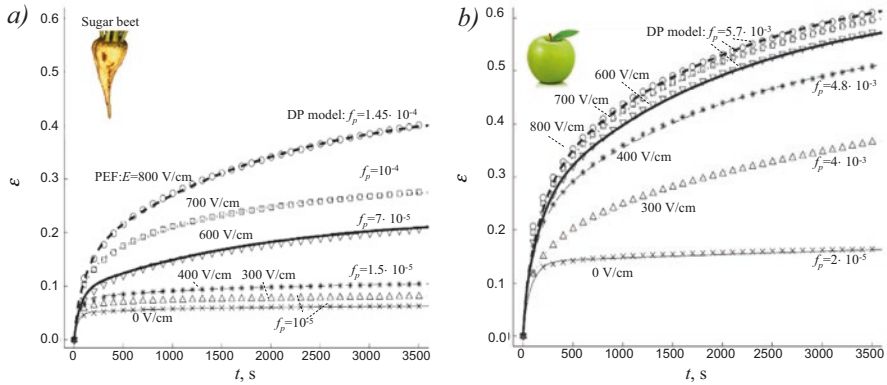 a)
Sugar beet
0.6
0.5
0.4
0.3
0.2
0.1
0.0
ε
DP model: fₚ=1.45· 10⁻⁴
PEF:E=800 V/cm
fₚ=10⁻⁴
700 V/cm
fₚ=7· 10⁻⁵
600 V/cm
fₚ=1.5· 10⁻⁵
400 V/cm
300 V/cm
0 V/cm
fₚ=10⁻⁵
0 500 1000 1500 2000 2500 3000 3500
t, s
b)
0.6
0.5
0.4
0.3
0.2
0.1
0.0
ε
DP model: fₚ=5.7· 10⁻³
600 V/cm
700 V/cm
fₚ=4.8· 10⁻³
800 V/cm
400 V/cm
fₚ=4· 10⁻³
300 V/cm
0 V/cm
fₚ=2· 10⁻⁵
0 500 1000 1500 2000 2500 3000 3500
t, s